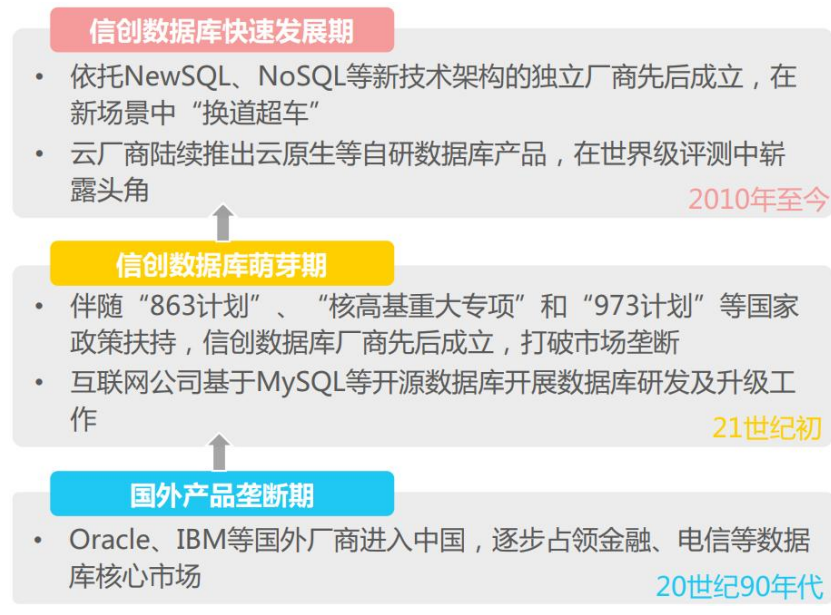 信创数据库快速发展期
• 依托NewSQL、NoSQL等新技术架构的独立厂商先后成立，在
新场景中“换道超车”
• 云厂商陆续推出云原生等自研数据库产品，在世界级评测中崭
露头角
2010年至今
信创数据库萌芽期
• 伴随“863计划”、“核高基重大专项”和“973计划”等国家
政策扶持，信创数据库厂商先后成立，打破市场垄断
• 互联网公司基于MySQL等开源数据库开展数据库研发及升级工
作
21世纪初
国外产品垄断期
• Oracle、IBM等国外厂商进入中国，逐步占领金融、电信等数据
库核心市场
20世纪90年代